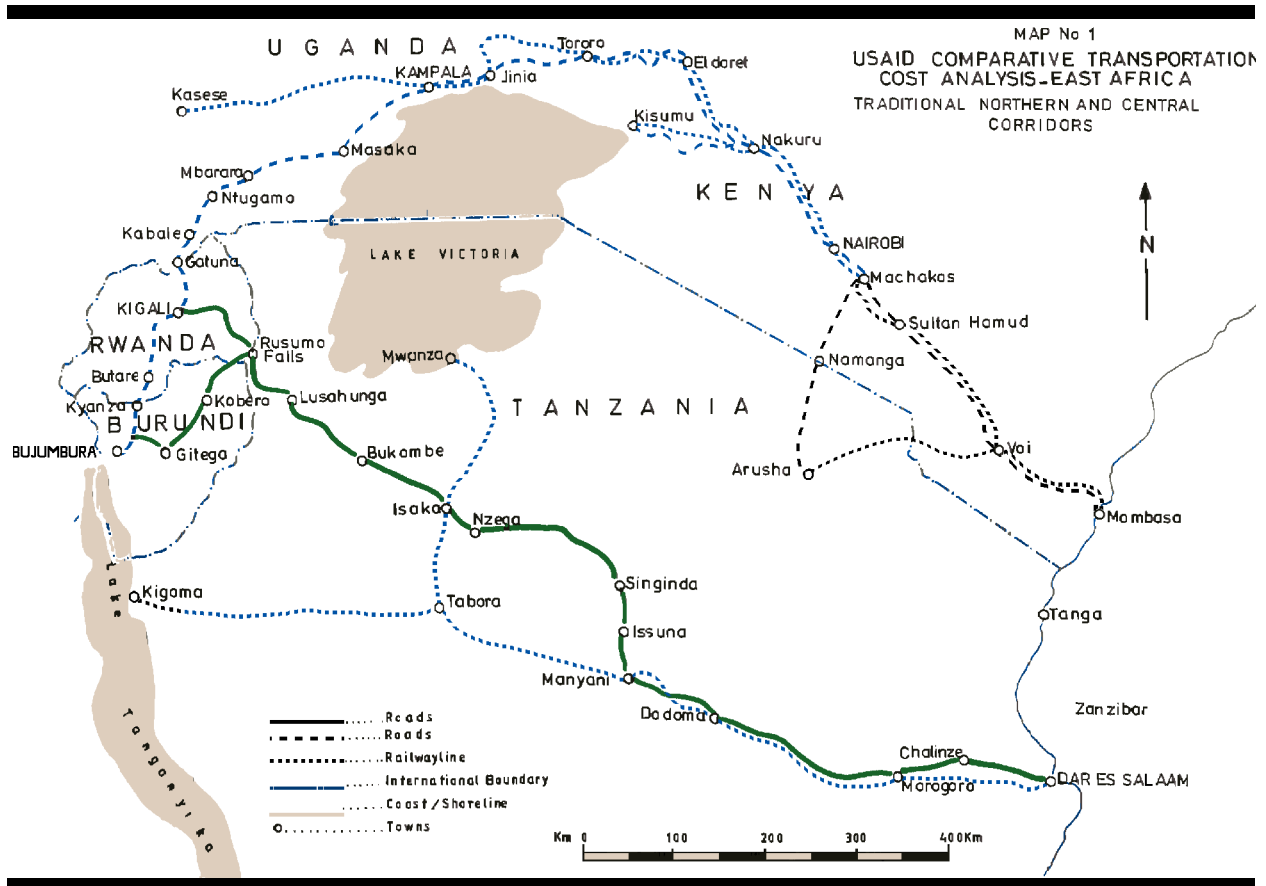 MAP No 1
USAID COMPARATIVE TRANSPORTATION
COST ANALYSIS-EAST AFRICA
TRADITIONAL NORTHERN AND CENTRAL
CORRIDORS
UGANDA
Tororo
Eldaret
KAMPALA
Jinja
Kasese
Kisumu
Nakuru
Masaka
Mbarara
Ntugamo
KENYA
Kabale
NAIROBI
N
LAKE VICTORIA
Gatuna
Machakas
KIGALI
Sultan Hamud
RWANDA
Rusumo
Falls
Mwanza
Namanga
Butare
Kyanza
Kobero
Lusahunga
TANZANIA
BURUNDI
BUJUMBURA
Gitega
Bukombe
Arusha
Voi
Isaka
Nzega
Mombasa
Lake Tanganyika
Kigoma
Tabora
Singinda
Tanga
Issuna
Manyani
Dodoma
Zanzibar
Chalinze
Morogoro
DAR ES SALAAM
Roads
Roads
Railwayline
International Boundary
Coast/Shoreline
Towns
Km 0 100 200 300 400Km